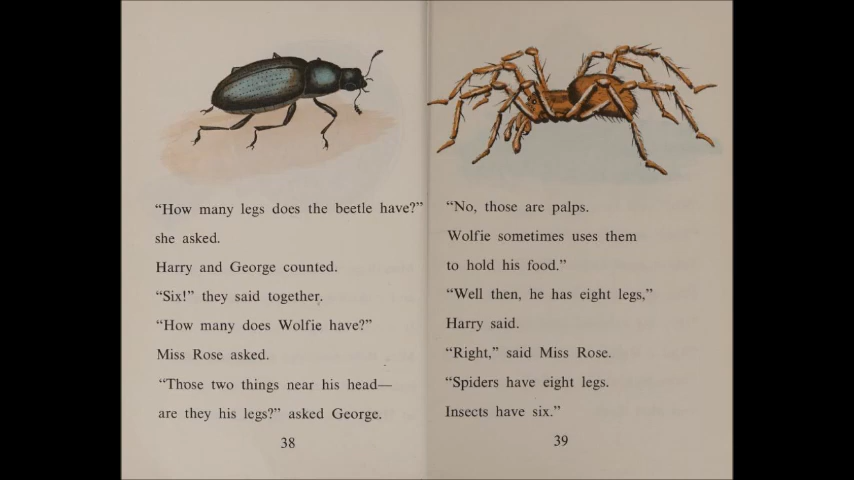 “How many legs does the beetle have?”
she asked.
Harry and George counted.
“Six!” they said together.
“How many does Wolfie have?”
Miss Rose asked.
“Those two things near his head—
are they his legs?” asked George.
38
“No, those are palps.
Wolfie sometimes uses them
to hold his food.”
“Well then, he has eight legs,”
Harry said.
“Right,” said Miss Rose.
“Spiders have eight legs.
Insects have six.”
39